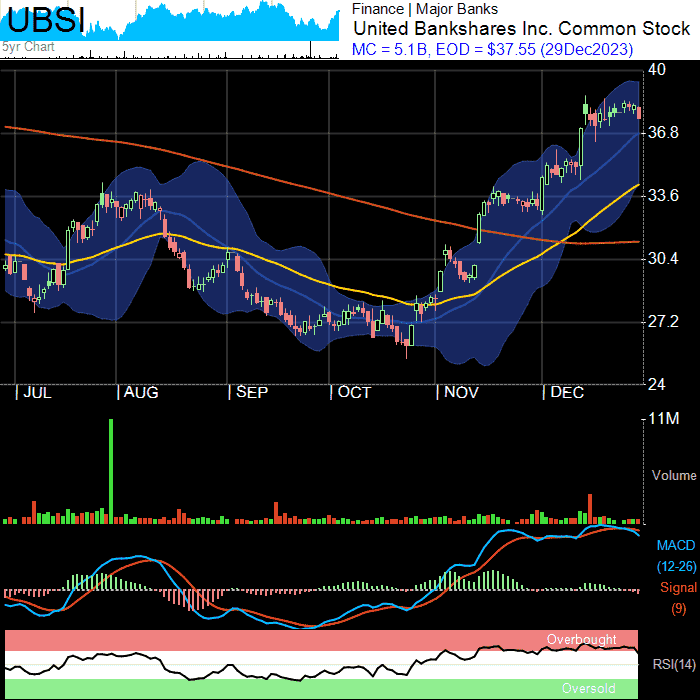 UBSI
5yr Chart
Finance | Major Banks
United Bankshares Inc. Common Stock
MC = 5.1B, EOD = $37.55 (29Dec2023)
40
36.8
33.6
30.4
27.2
24
| JUL | AUG | SEP | OCT | NOV | DEC
11M
Volume
MACD
(12-26)
Signal
(9)
Overbought
RSI(14)
Oversold